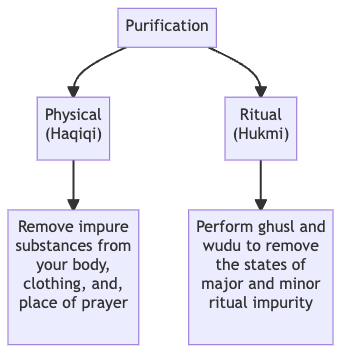 Purification
Physical
(Haqiqi)
Ritual
(Hukmi)
Remove impure
substances from
your body,
clothing, and,
place of prayer
Perform ghusl and
wudu to remove
the states of
major and minor
ritual impurity